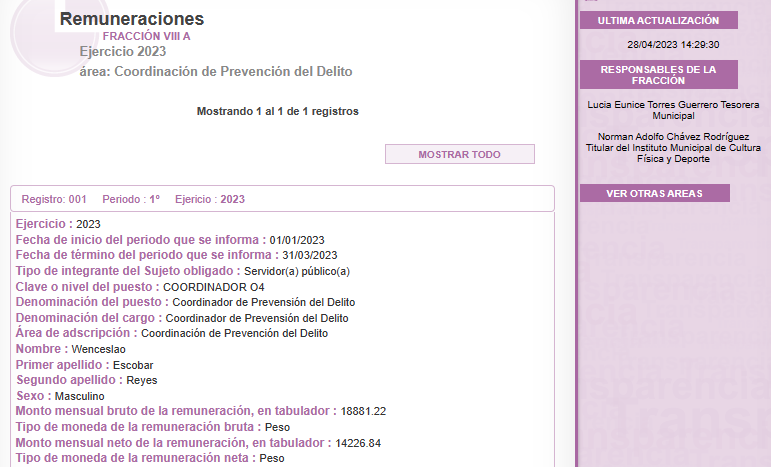 Remuneraciones
FRACCIÓN VIII A
Ejercicio 2023
área: Coordinación de Prevención del Delito
Mostrando 1 al 1 de 1 registros
MOSTRAR TODO
Registro: 001 Periodo : 1º Ejericio : 2023
Ejercicio : 2023
Fecha de inicio del periodo que se informa : 01/01/2023
Fecha de término del periodo que se informa : 31/03/2023
Tipo de integrante del Sujeto obligado : Servidor(a) público(a)
Clave o nivel del puesto : COORDINADOR O4
Denominación del puesto : Coordinador de Prevensión del Delito
Denominación del cargo : Coordinador de Prevensión del Delito
Área de adscripción : Coordinación de Prevención del Delito
Nombre : Wenceslao
Primer apellido : Escobar
Segundo apellido : Reyes
Sexo : Masculino
Monto mensual bruto de la remuneración, en tabulador : 18881.22
Tipo de moneda de la remuneración bruta : Peso
Monto mensual neto de la remuneración, en tabulador : 14226.84
Tipo de moneda de la remuneración neta : Peso
ULTIMA ACTUALIZACIÓN
28/04/2023 14:29:30
RESPONSABLES DE LA
FRACCIÓN
Lucia Eunice Torres Guerrero Tesorera
Municipal
Norman Adolfo Chávez Rodríguez
Titular del Instituto Municipal de Cultura
Física y Deporte
VER OTRAS AREAS